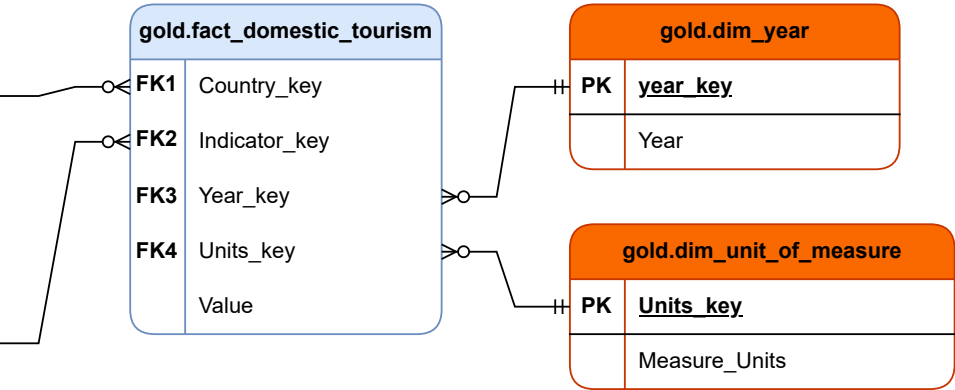 gold.fact_domestic_tourism
FK1 Country_key
FK2 Indicator_key
FK3 Year_key
FK4 Units_key
Value
gold.dim_year
PK year_key
Year
gold.dim_unit_of_measure
PK Units_key
Measure_Units